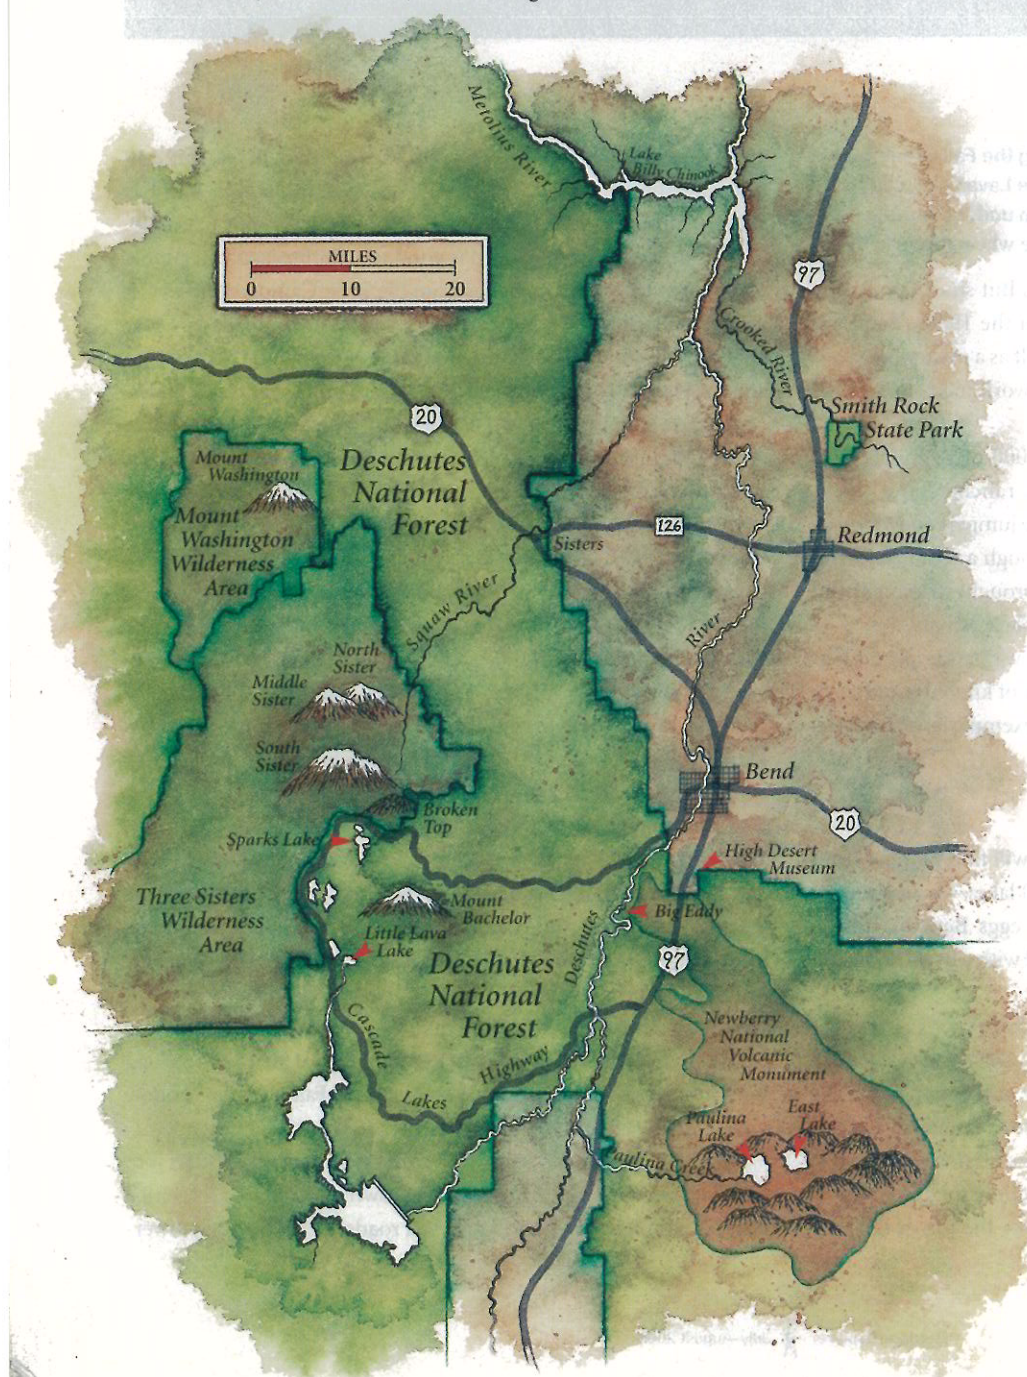 Metolius River
Lake
Billy Chinook
MILES
0 10 20
97
Crooked River
Smith Rock
State Park
20
Deschutes
National
Forest
Mount
Washington
Mount
Washington
Wilderness
Area
126
Redmond
Sisters
Squaw River
River
North
Sister
Middle
Sister
South
Sister
Bend
Broken
Top
20
Sparks Lake
High Desert
Museum
Three Sisters
Wilderness
Area
Mount
Bachelor
Big Eddy
Little Lava
Lake
Deschutes
97
Deschutes
National
Forest
Cascade
Lakes
Highway
Newberry
National
Volcanic
Monument
Paulina
Lake
East
Lake
Paulina Creek